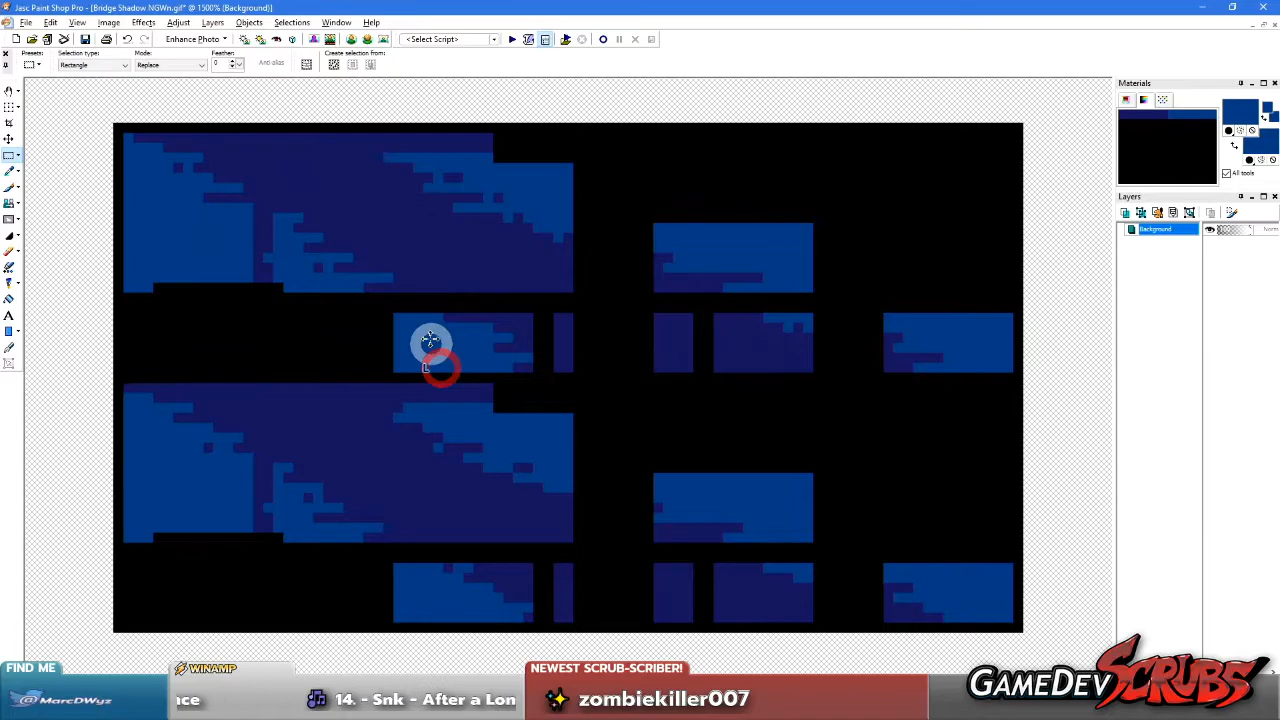 Jasc Paint Shop Pro - [Bridge Shadow NGWn.gif* @ 1500% (Background)]
File Edit View Image Effects Adjust Layers Objects Selections Window Help
Enhance Photo
<Select Script>
Presets: Selection type: Mode: Feather: Create selection from:
Rectangle Replace 0 Anti-alias
Materials
All tools
Layers
Background Norm
FIND ME
@MarcDWyz
WINAMP
nce 14. - Snk - After a Lon
NEWEST SCRUB-SCRIBER!
zombiekiller007
GAMEDEV SCRUBS